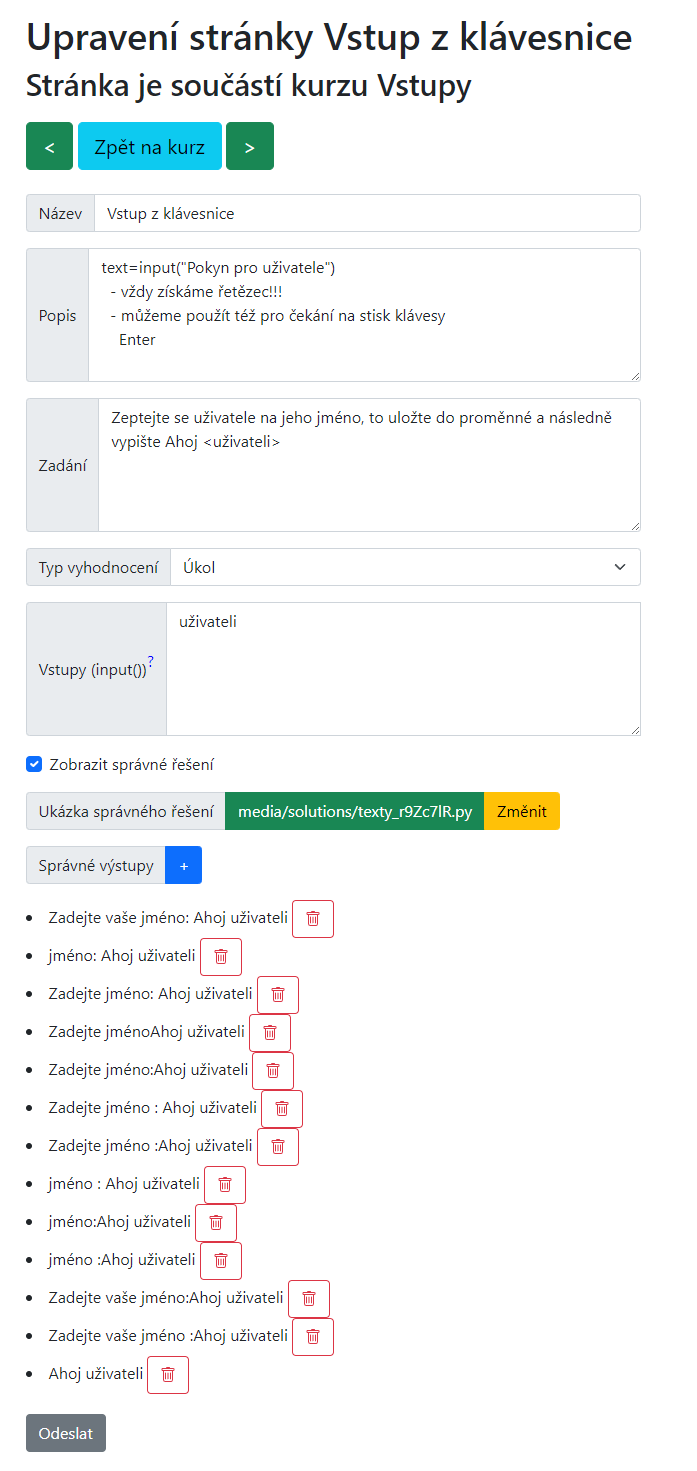 Upravení stránky Vstup z klávesnice
Stránka je součástí kurzu Vstupy
< Zpět na kurz >
Název Vstup z klávesnice
Popis
text=input("Pokyn pro uživatele")
- vždy získáme řetězec!!!
- můžeme použít též pro čekání na stisk klávesy
Enter
Zadání
Zeptejte se uživatele na jeho jméno, to uložte do proměnné a následně
vypište Ahoj <uživateli>
Typ vyhodnocení Úkol
Vstupy (input())?
uživateli
Zobrazit správné řešení
Ukázka správného řešení media/solutions/texty_r9Zc7lR.py Změnit
Správné výstupy +
• Zadejte vaše jméno: Ahoj uživateli
• jméno: Ahoj uživateli
• Zadejte jméno: Ahoj uživateli
• Zadejte jménoAhoj uživateli
• Zadejte jméno:Ahoj uživateli
• Zadejte jméno : Ahoj uživateli
• Zadejte jméno :Ahoj uživateli
• jméno : Ahoj uživateli
• jméno:Ahoj uživateli
• jméno :Ahoj uživateli
• Zadejte vaše jméno:Ahoj uživateli
• Zadejte vaše jméno :Ahoj uživateli
• Ahoj uživateli
Odeslat